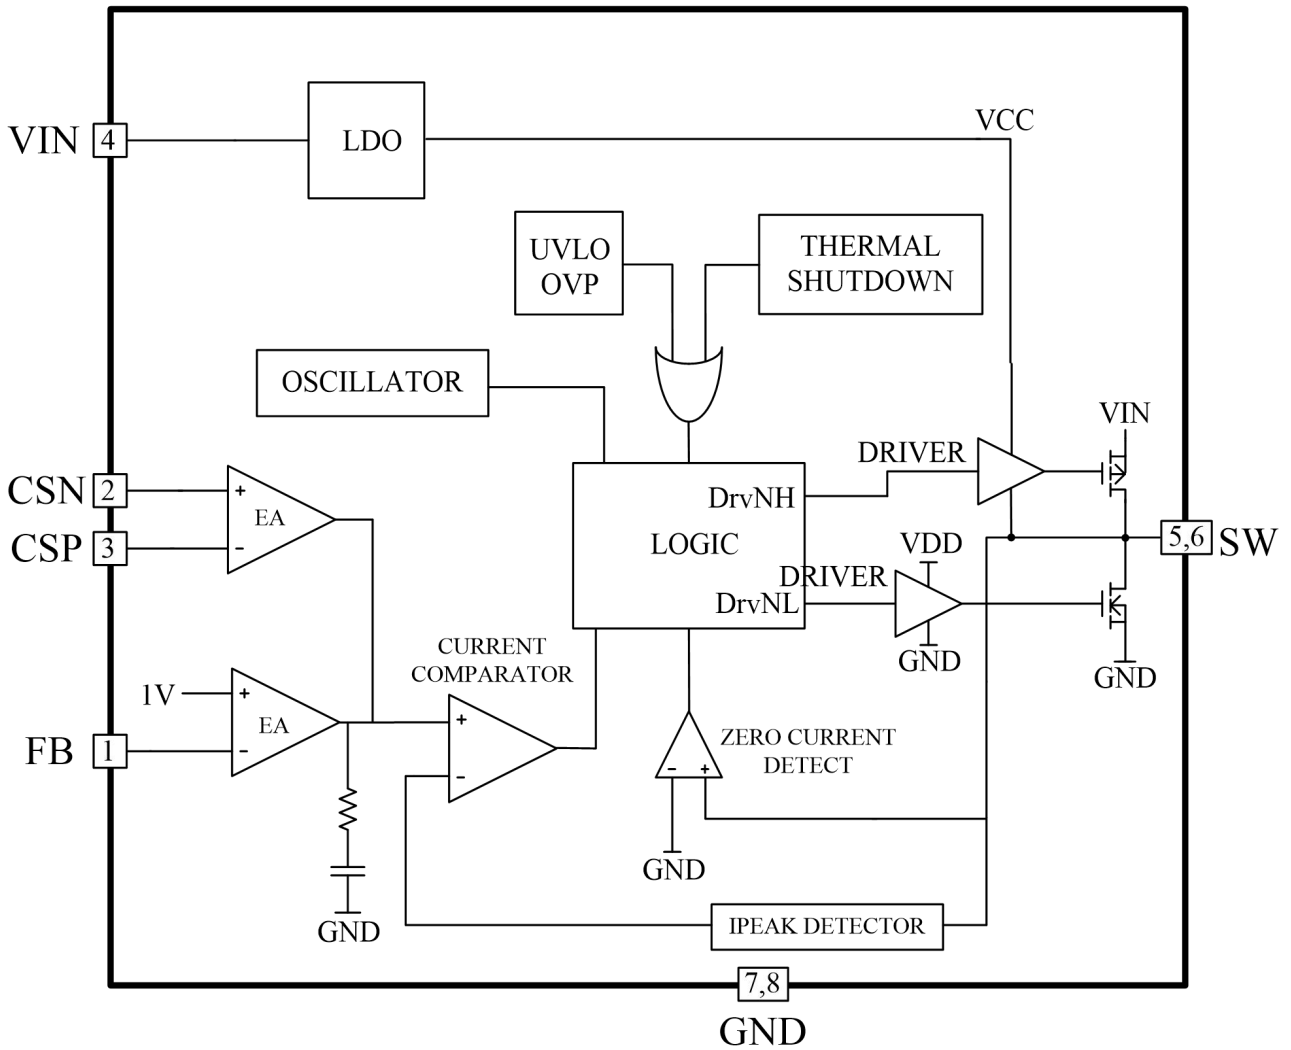 VIN
4
LDO
VCC
UVLO
OVP
THERMAL
SHUTDOWN
OSCILLATOR
VIN
DRIVER
CSN
2
+
EA
-
CSP
3
DrvNH
LOGIC
DrvNL
5,6
SW
VDD
DRIVER
GND
GND
CURRENT
COMPARATOR
1V
+
EA
-
FB
1
+
-
ZERO CURRENT
DETECT
-
+
GND
GND
IPEAK DETECTOR
7,8
GND